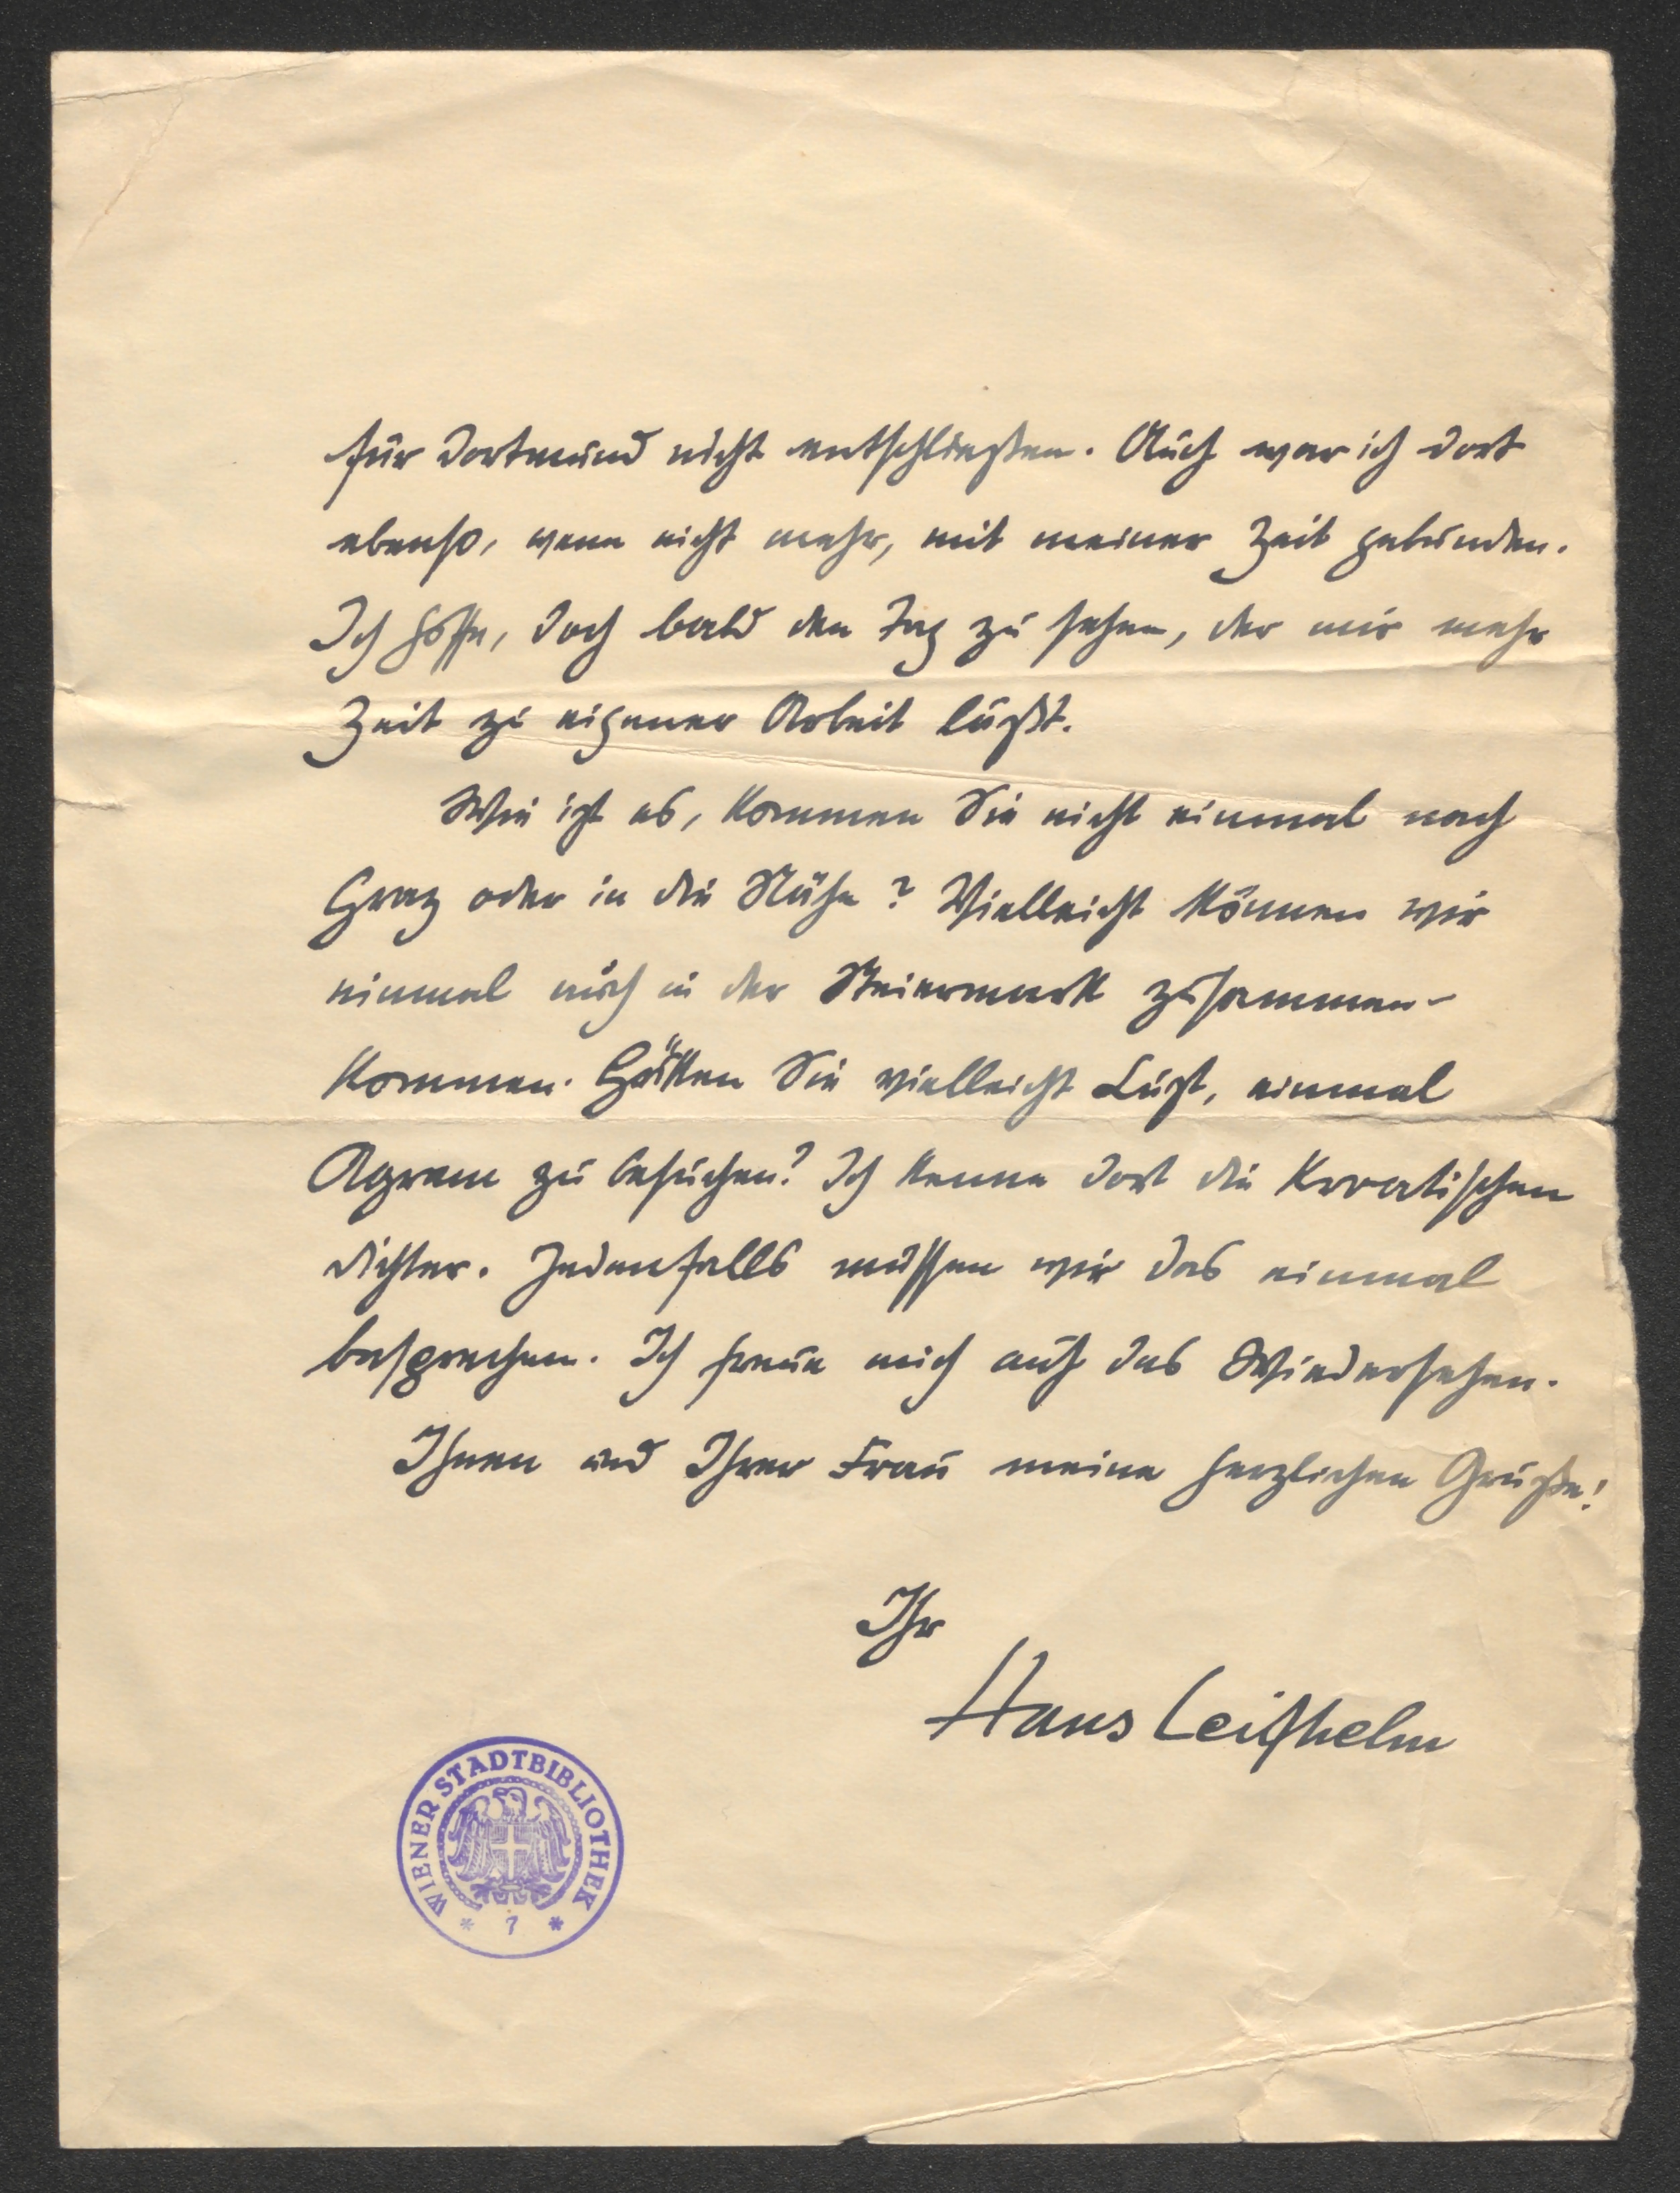 für Dortmund nicht entschließen. Auch war ich dort
ebenso, wenn nicht mehr, mit meiner Zeit gebunden.
Ich hoffe, doch bald den Tag zu sehen, der mir mehr
Zeit zu eigener Arbeit läßt.
Wie ist es, kommen Sie nicht einmal nach
Graz oder in die Nähe? Vielleicht können wir
einmal auch in der Steiermark zusammen-
kommen. Hätten Sie vielleicht Lust, einmal
Agram zu besuchen? Ich kenne dort die kroatischen
Dichter. Jedenfalls müssen wir das einmal
besprechen. Ich freue mich auf das Wiedersehen.
Ihnen und Ihrer Frau meine herzlichen Grüße!
Ihr
Hans Leifhelm
WIENER STADTBIBLIOTHEK
* 7 *